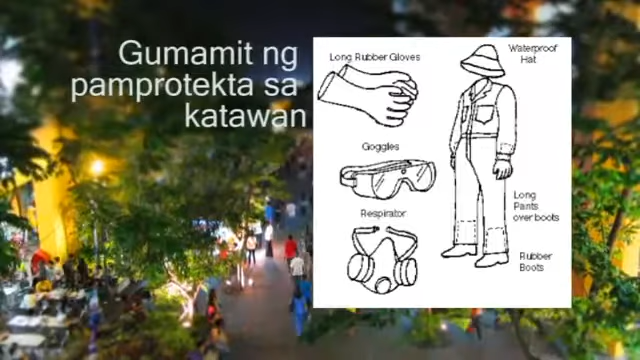 Gumamit ng
pamprotekta sa
katawan
Long Rubber Gloves
Waterproof
Hat
Goggles
Respirator
Long
Pants
over boots
Rubber
Boots